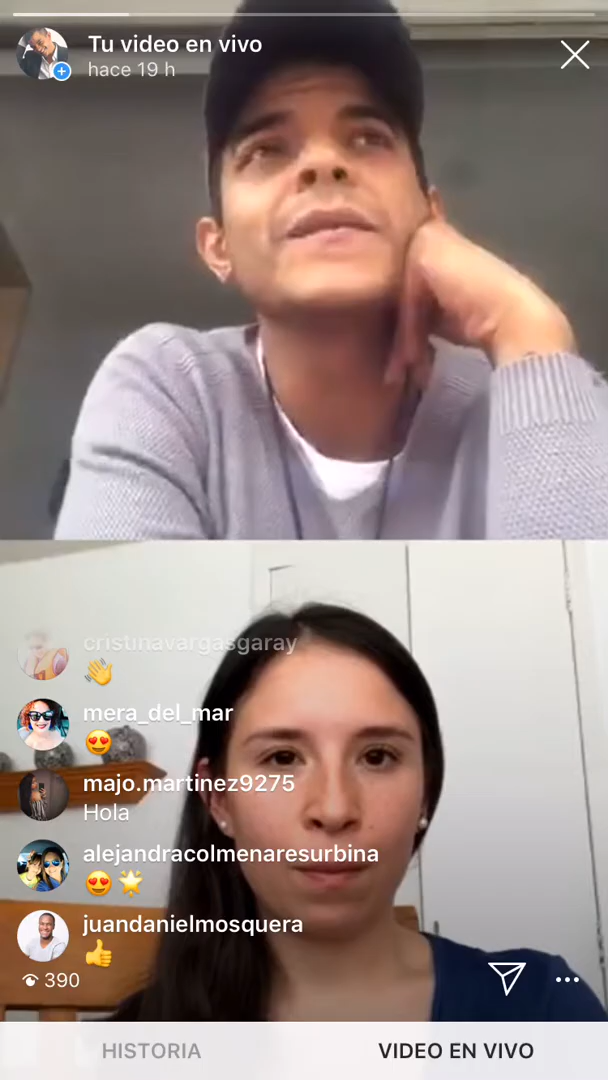 Tu video en vivo
hace 19 h
cristinavargasgaray
👋
mera_del_mar
😍
majo.martinez9275
Hola
alejandracolmenaresurbina
😍🌟
juandanielmosquera
👍
390
HISTORIA
VIDEO EN VIVO